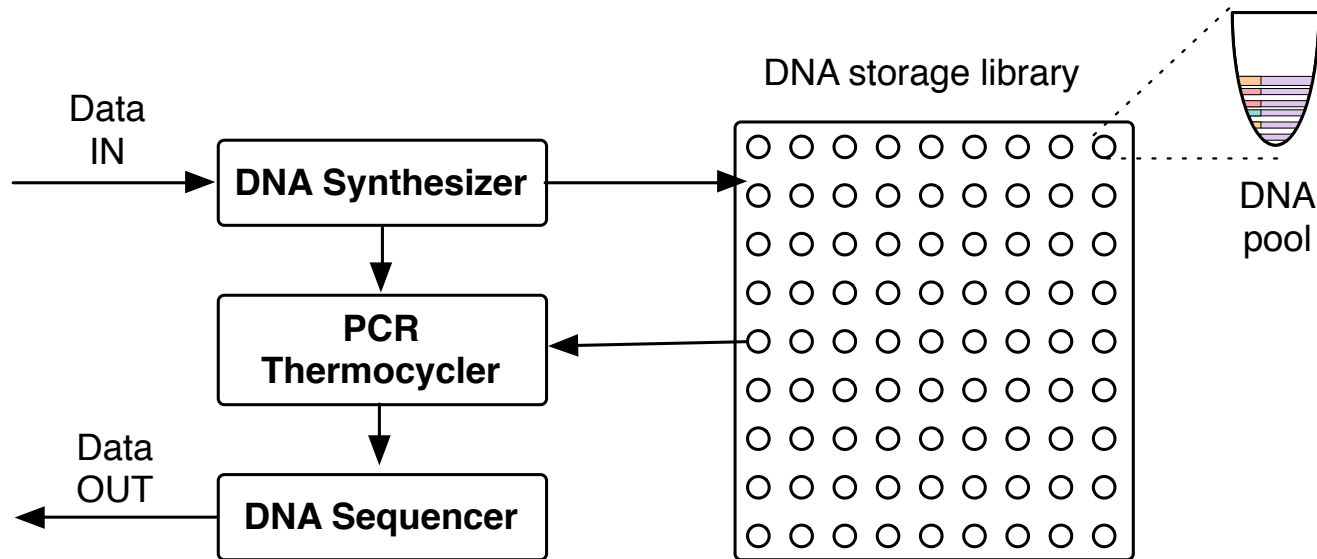 DNA storage library
Data
IN
DNA Synthesizer
DNA
pool
PCR
Thermocycler
Data
OUT
DNA Sequencer